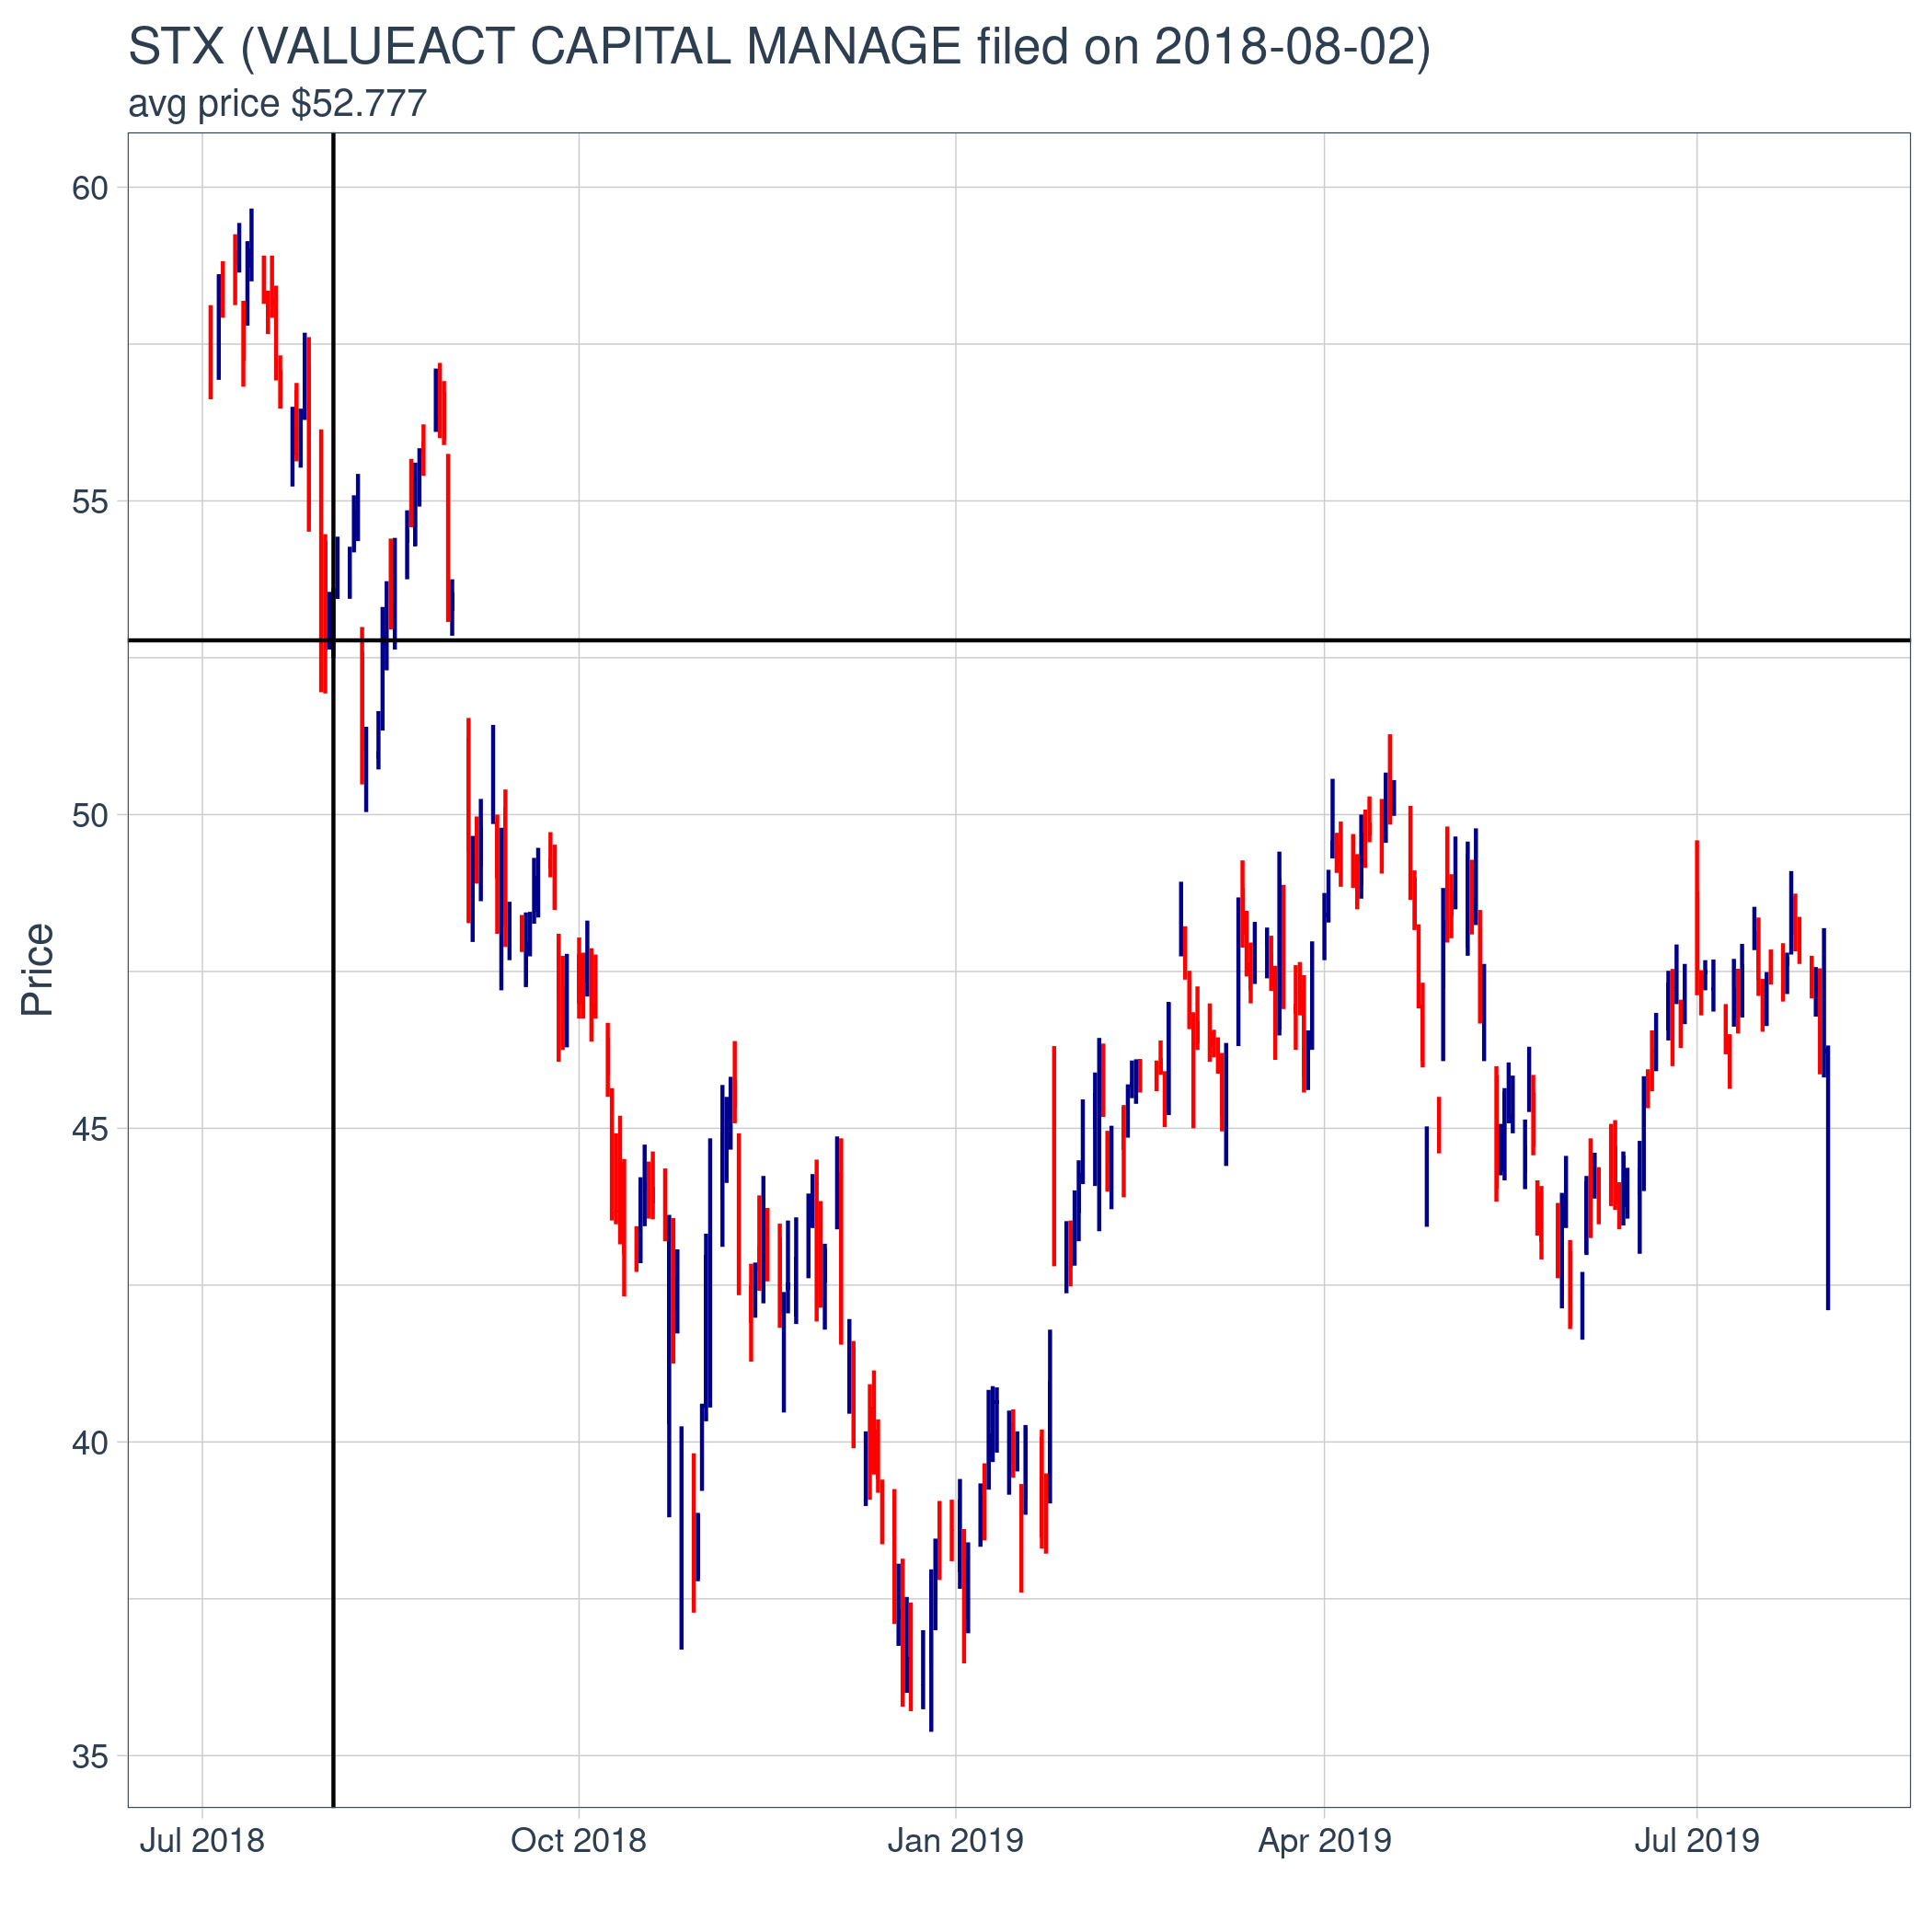 STX (VALUEACT CAPITAL MANAGE filed on 2018-08-02)
avg price $52.777
60
55
50
45
40
35
Price
Jul 2018
Oct 2018
Jan 2019
Apr 2019
Jul 2019